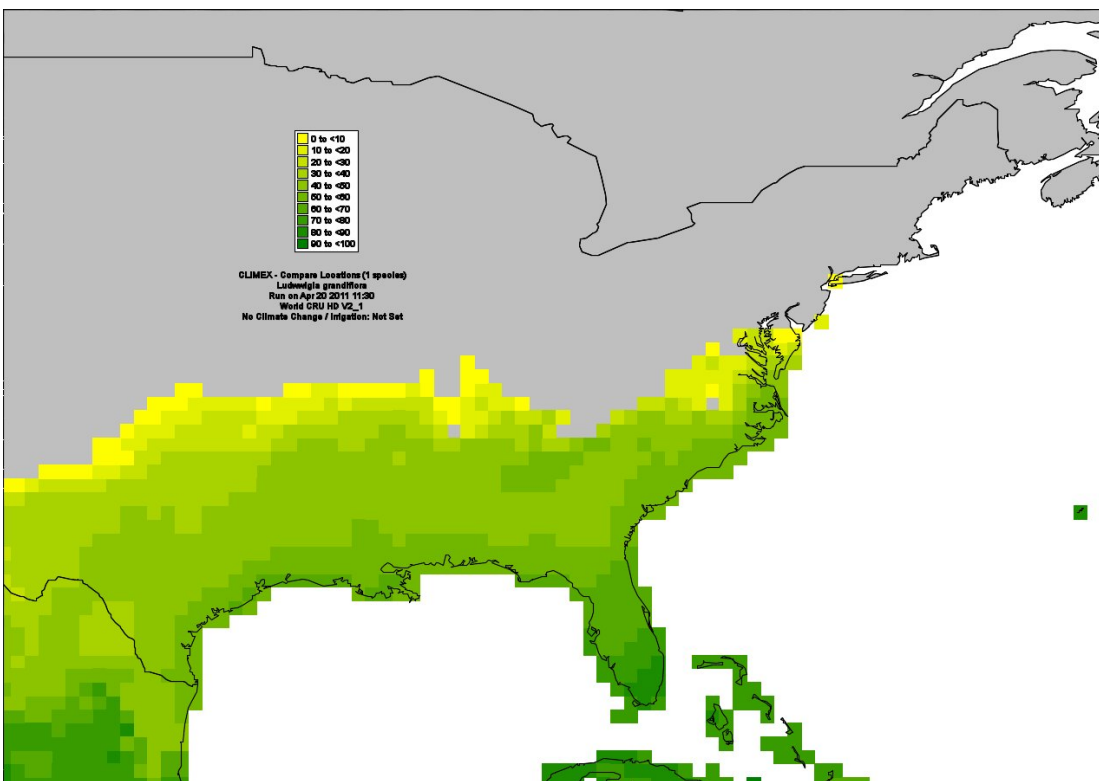 0 to <10
10 to <20
20 to <30
30 to <40
40 to <50
50 to <60
60 to <70
70 to <80
80 to <90
90 to <100
CLIMEX - Compare Locations (1 species)
Ludwwigia grandiflora
Run on Apr 20 2011 11:30
World CRU HD V2_1
No Climate Change / Irrigation: Not Set